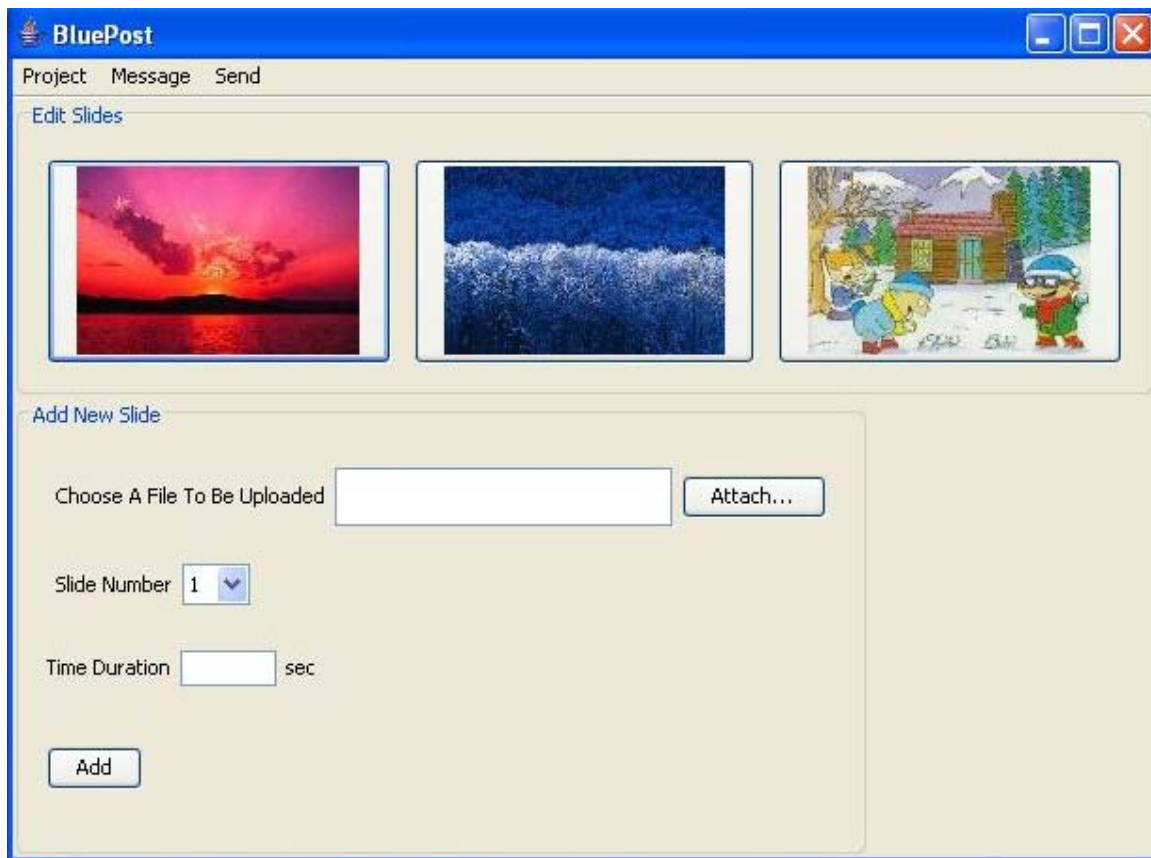 BluePost
Project Message Send
Edit Slides
Add New Slide
Choose A File To Be Uploaded Attach...
Slide Number 1
Time Duration sec
Add